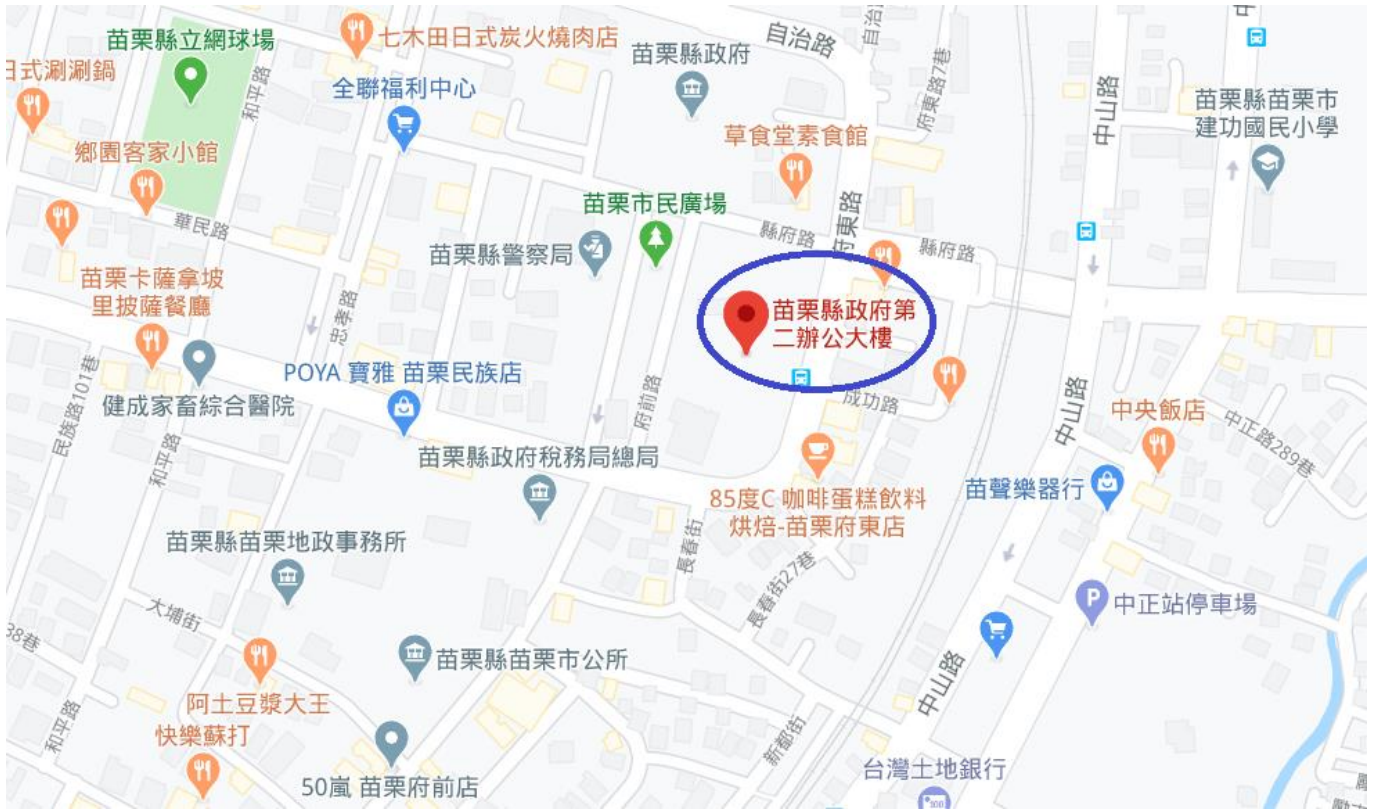 苗栗縣立網球場
七木田日式炭火燒肉店
自治路
自治路
苗栗縣政府
日式涮涮鍋
全聯福利中心
和平路
府東路7巷
中山路
苗栗縣苗栗市
建功國民小學
草食堂素食館
鄉園客家小館
華民路
苗栗市民廣場
縣府路
府東路
縣府路
苗栗縣警察局
苗栗卡薩拿坡
里披薩餐廳
忠孝路
苗栗縣政府第
二辦公大樓
POYA 寶雅 苗栗民族店
民族路101巷
健成家畜綜合醫院
府前路
成功路
中山路
中央飯店
中正路289巷
和平路
苗栗縣政府稅務局總局
85度C 咖啡蛋糕飲料
烘焙-苗栗府東店
苗聲樂器行
長春街
苗栗縣苗栗地政事務所
長春街27巷
大埔街
P
中正站停車場
38巷
苗栗縣苗栗市公所
中山路
阿土豆漿大王
快樂蘇打
和平路
新都街
50嵐 苗栗府前店
台灣土地銀行